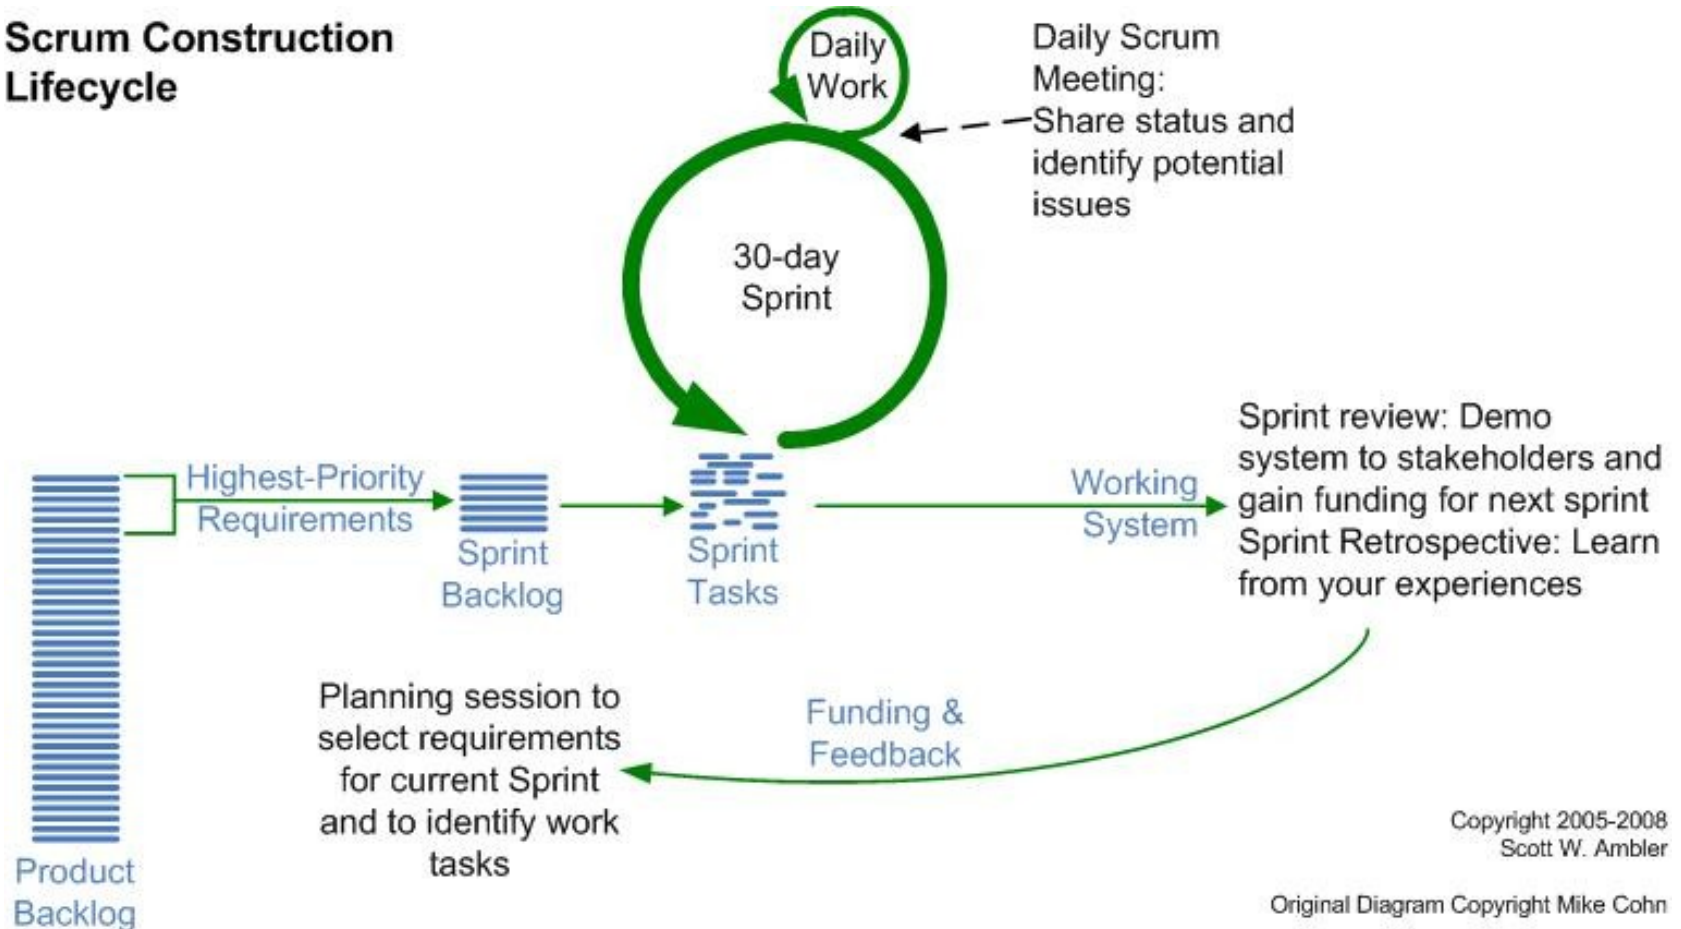 Scrum Construction
Lifecycle
Daily
Work
Daily Scrum
Meeting:
Share status and
identify potential
issues
30-day
Sprint
Highest-Priority
Requirements
Sprint
Backlog
Sprint
Tasks
Working
System
Sprint review: Demo
system to stakeholders and
gain funding for next sprint
Sprint Retrospective: Learn
from your experiences
Product
Backlog
Planning session to
select requirements
for current Sprint
and to identify work
tasks
Funding &
Feedback
Copyright 2005-2008
Scott W. Ambler
Original Diagram Copyright Mike Cohn